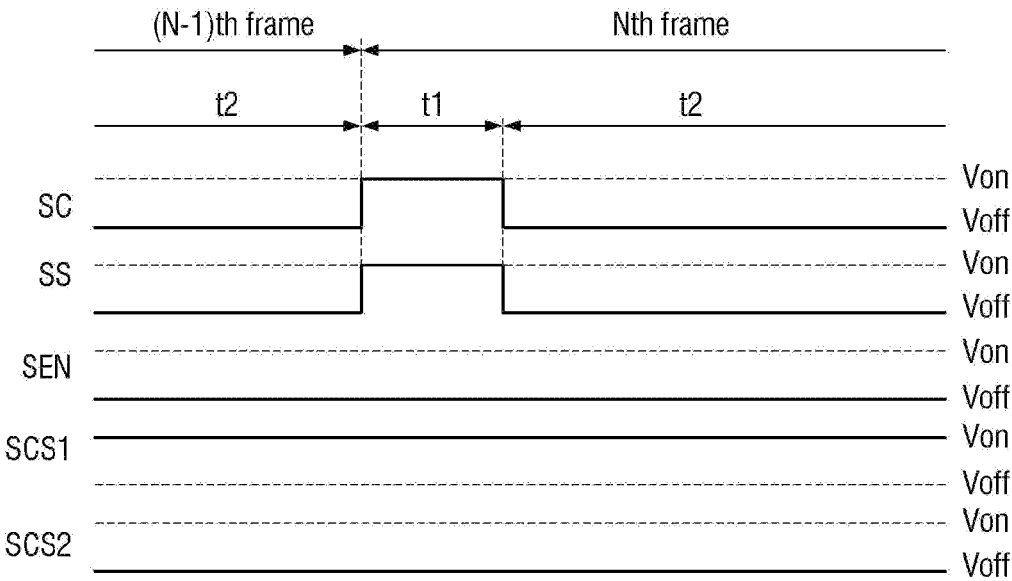 (N-1)th frame Nth frame
t2 t1 t2
SC Von
Voff
SS Von
Voff
SEN Von
Voff
SCS1 Von
Voff
SCS2 Von
Voff